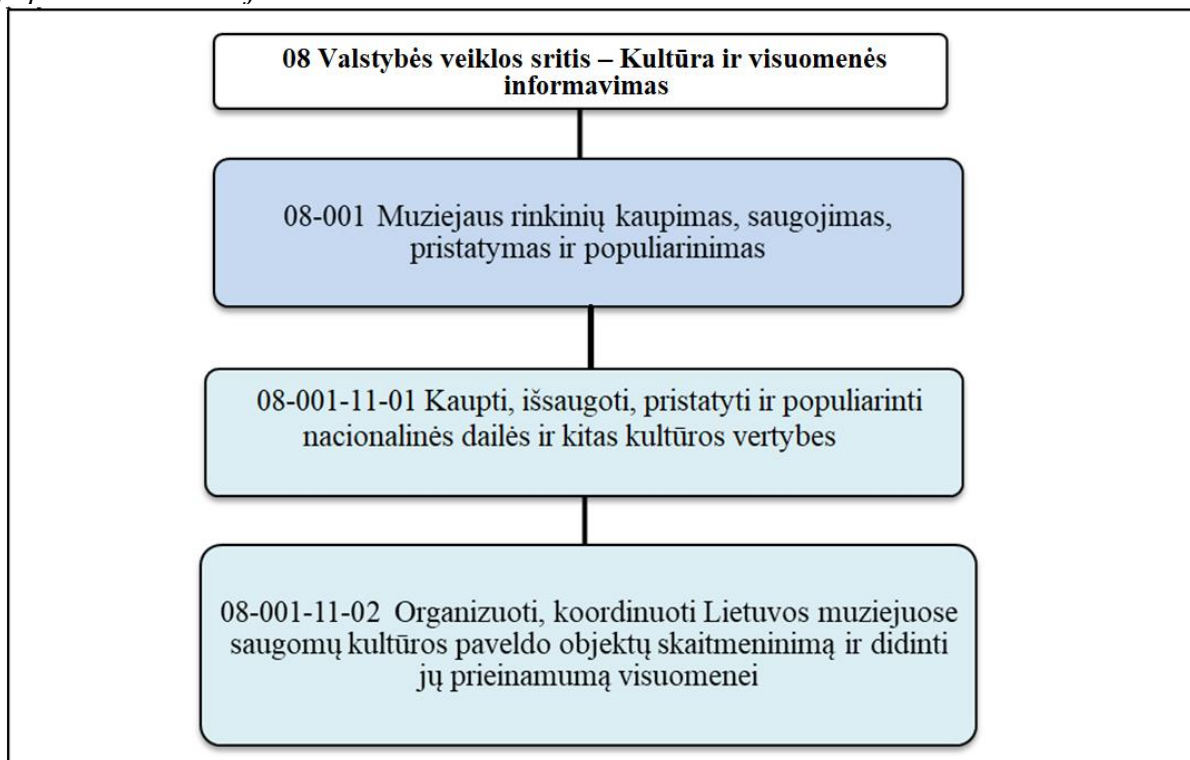 08 Valstybės veiklos sritis – Kultūra ir visuomenės
informavimas
08-001 Muziejaus rinkinių kaupimas, saugojimas,
pristatymas ir populiarinimas
08-001-11-01 Kaupti, išsaugoti, pristatyti ir populiarinti
nacionalinės dailės ir kitas kultūros vertybes
08-001-11-02 Organizuoti, koordinuoti Lietuvos muziejuose
saugomų kultūros paveldo objektų skaitmeninimą ir didinti
jų prieinamumą visuomenei